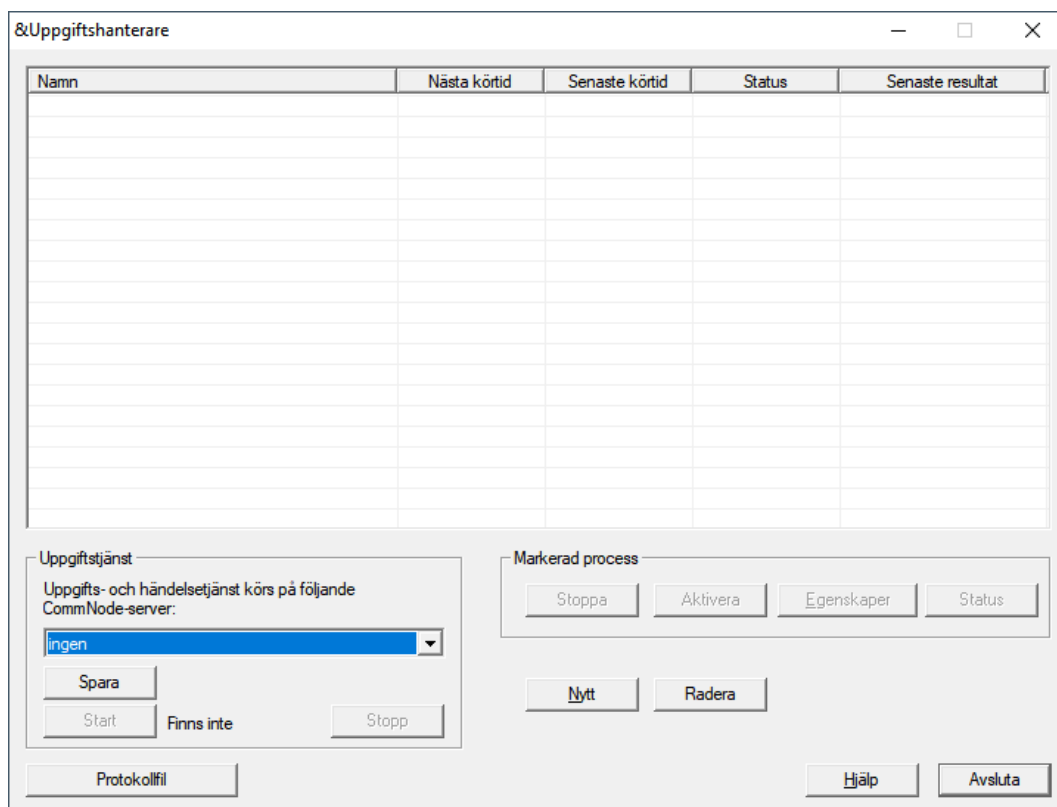 &Uppgiftshanterare
Namn Nästa körtid Senaste körtid Status Senaste resultat
Uppgiftstjänst
Uppgifts- och händelsetjänst körs på följande
CommNode-server:
ingen
Spara
Start Finns inte Stopp
Markerad process
Stoppa Aktivera Egenskaper Status
Nytt Radera
Protokollfil
Hjälp Avsluta